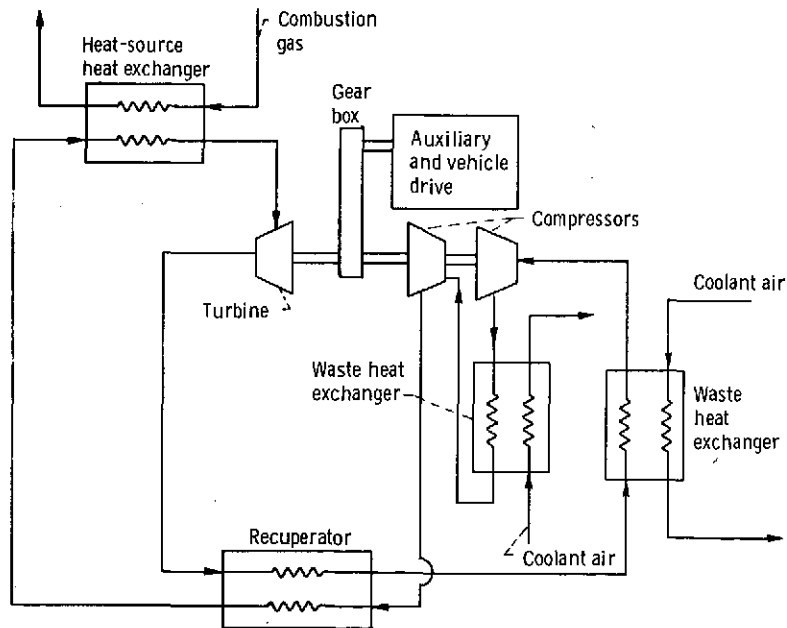 Heat-source
heat exchanger
Combustion
gas
Gear
box
Auxiliary
and vehicle
drive
Compressors
Turbine
Coolant air
Waste heat
exchanger
Waste
heat
exchanger
Recuperator
Coolant air